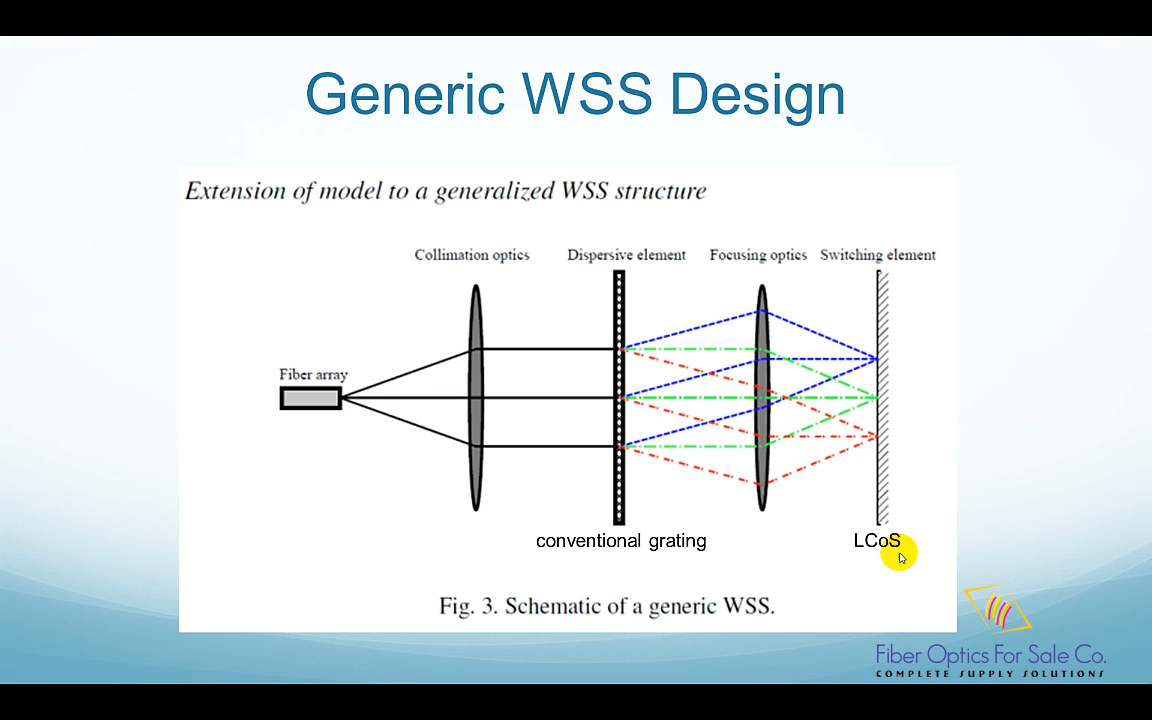 Generic WSS Design
Extension of model to a generalized WSS structure
Collimation optics
Dispersive element
Focusing optics
Switching element
Fiber array
conventional grating
LCoS
Fig. 3. Schematic of a generic WSS.
Fiber Optics For Sale Co.
COMPLETE SUPPLY SOLUTIONS